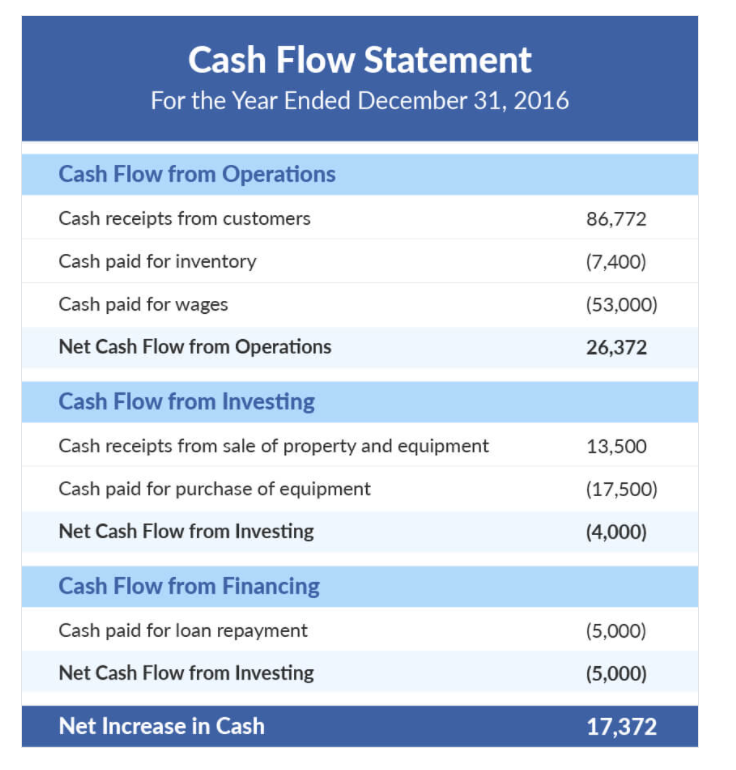 Cash Flow Statement
For the Year Ended December 31, 2016
Cash Flow from Operations
Cash receipts from customers 86,772
Cash paid for inventory (7,400)
Cash paid for wages (53,000)
Net Cash Flow from Operations 26,372
Cash Flow from Investing
Cash receipts from sale of property and equipment 13,500
Cash paid for purchase of equipment (17,500)
Net Cash Flow from Investing (4,000)
Cash Flow from Financing
Cash paid for loan repayment (5,000)
Net Cash Flow from Investing (5,000)
Net Increase in Cash 17,372